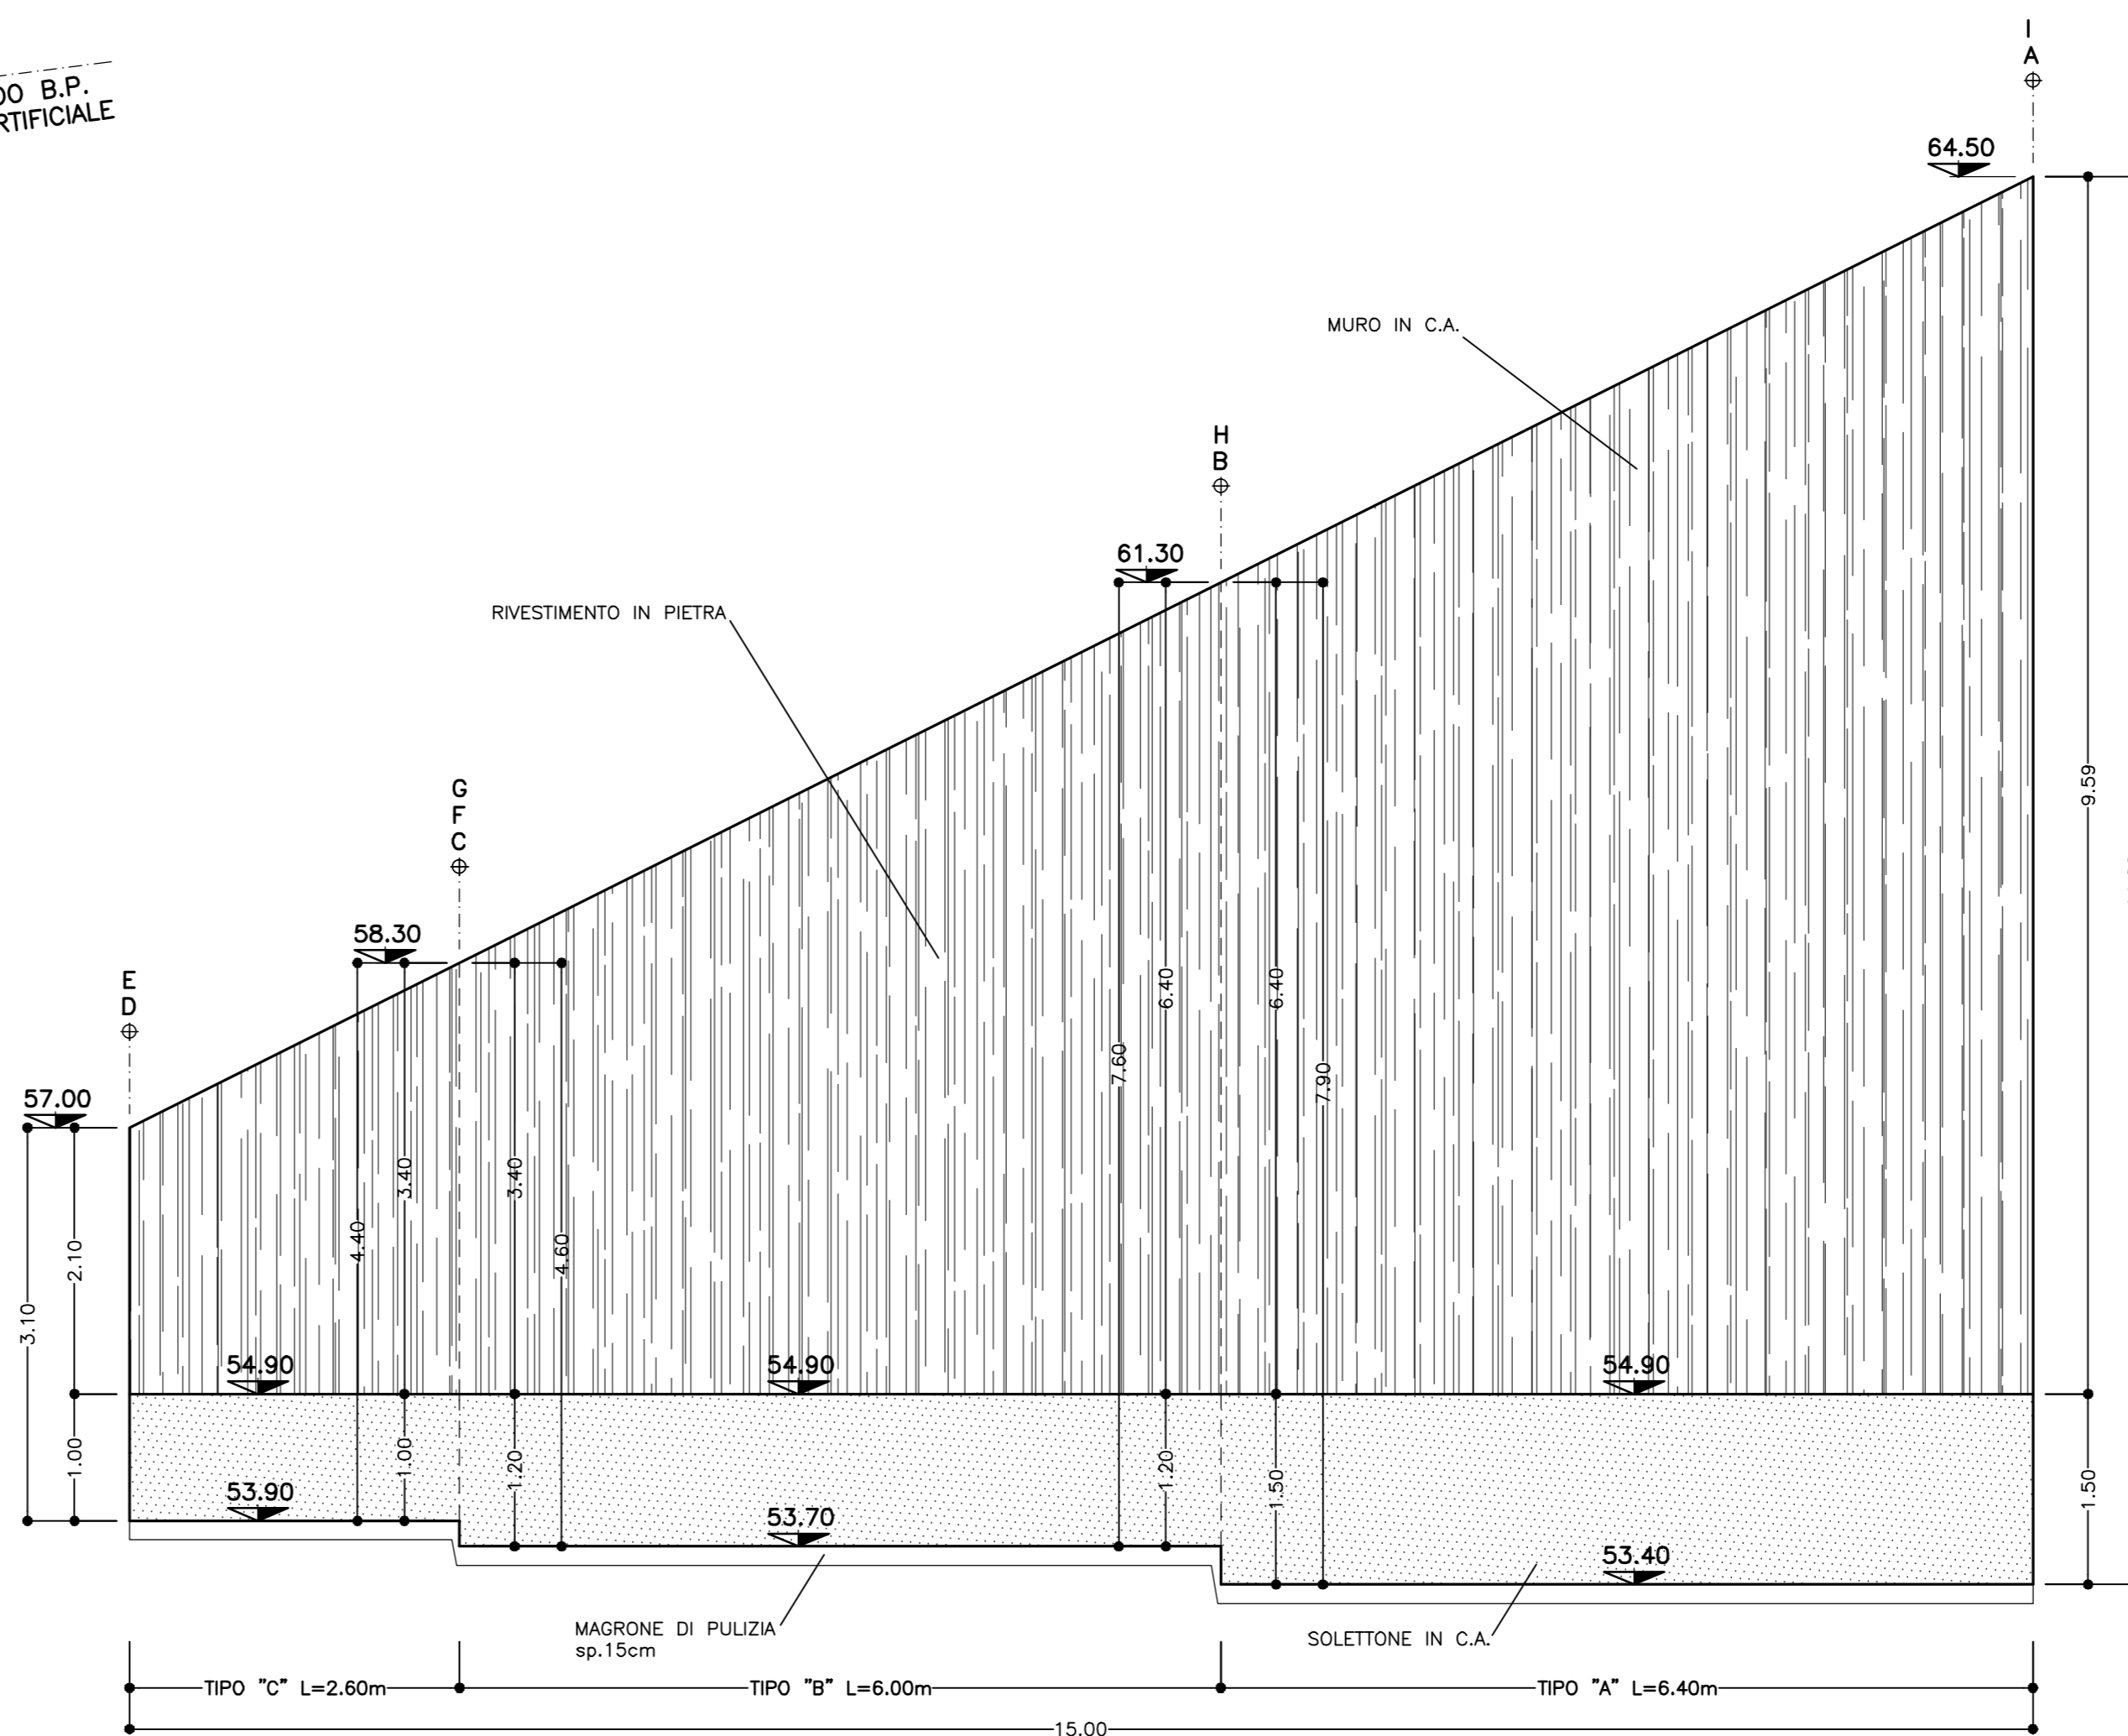 B.P.
I
A
64.50
MURO IN C.A.
H
B
61.30
RIVESTIMENTO IN PIETRA
9.59
G
F
C
58.30
6.40
6.40
E
D
7.60
7.90
57.00
3.40
3.40
4.40
4.60
2.10
3.10
54.90
54.90
54.90
1.00
1.00
1.20
1.20
1.50
1.50
53.90
53.70
53.40
MAGRONE DI PULIZIA
sp.15cm
SOLETTONE IN C.A.
TIPO "C" L=2.60m
TIPO "B" L=6.00m
TIPO "A" L=6.40m
15.00